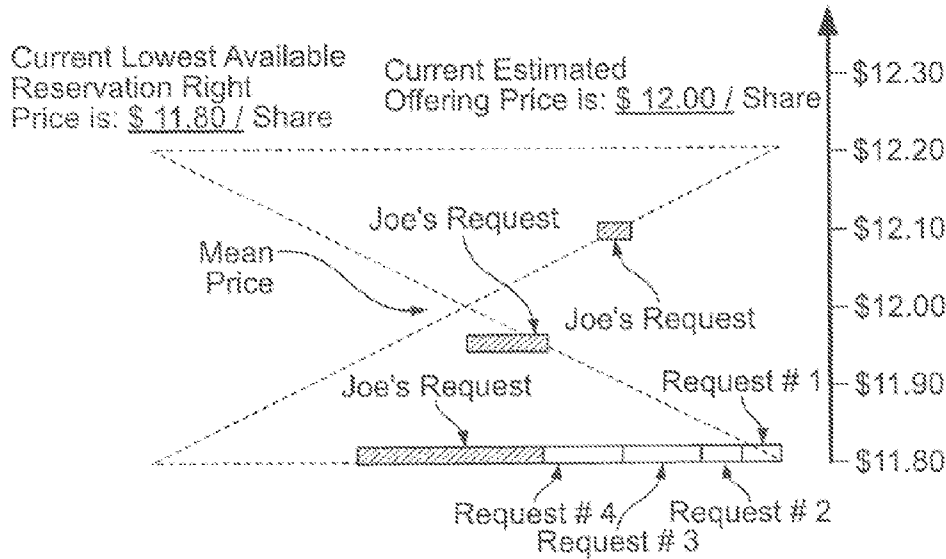 Current Lowest Available
Reservation Right
Price is: $ 11.80 / Share
Current Estimated
Offering Price is: $ 12.00 / Share
$12.30
$12.20
Joe's Request
$12.10
Mean
Price
$12.00
Joe's Request
Joe's Request
Request # 1
$11.90
$11.80
Request # 4
Request # 2
Request # 3